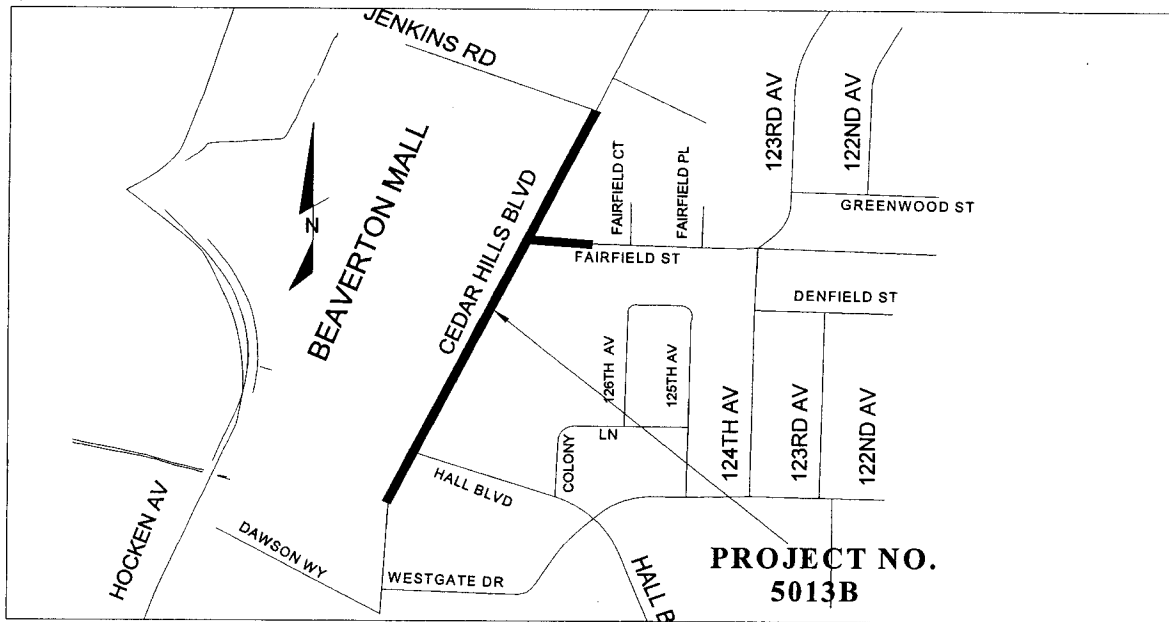 JENKINS RD
BEAVERTON MALL
N
CEDAR HILLS BLVD
FAIRFIELD CT
FAIRFIELD PL
123RD AV
122ND AV
GREENWOOD ST
FAIRFIELD ST
DENFIELD ST
126TH AV
125TH AV
124TH AV
123RD AV
122ND AV
COLONY
LN
HALL BLVD
HOCKEN AV
DAWSON WY
WESTGATE DR
HALL B
PROJECT NO.
5013B